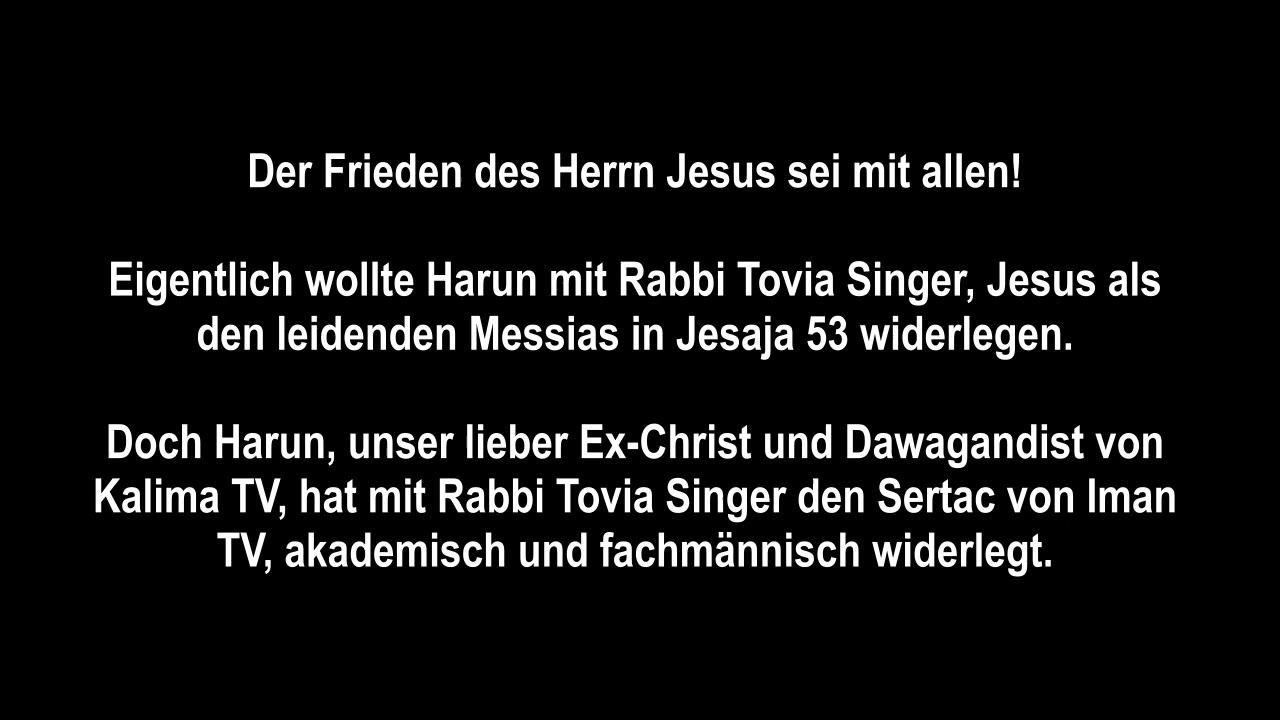 Der Frieden des Herrn Jesus sei mit allen!
Eigentlich wollte Harun mit Rabbi Tovia Singer, Jesus als
den leidenden Messias in Jesaja 53 widerlegen.
Doch Harun, unser lieber Ex-Christ und Dawagandist von
Kalima TV, hat mit Rabbi Tovia Singer den Sertac von Iman
TV, akademisch und fachmännisch widerlegt.